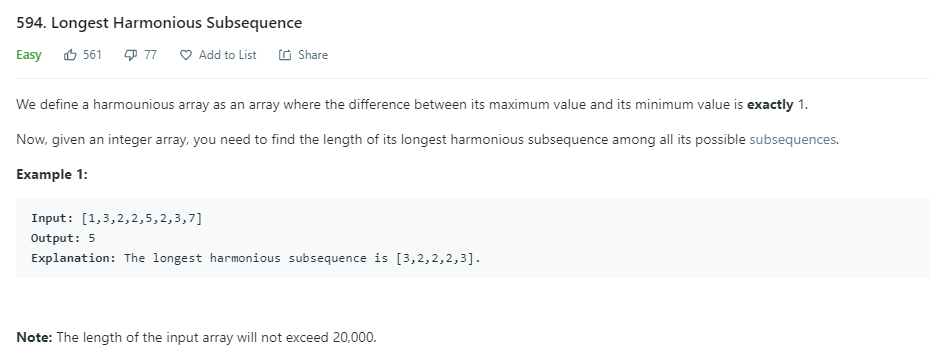 594. Longest Harmonious Subsequence
Easy 561 77 Add to List Share
We define a harmounious array as an array where the difference between its maximum value and its minimum value is exactly 1.
Now, given an integer array, you need to find the length of its longest harmonious subsequence among all its possible subsequences.
Example 1:
Input: [1,3,2,2,5,2,3,7]
Output: 5
Explanation: The longest harmonious subsequence is [3,2,2,2,3].
Note: The length of the input array will not exceed 20,000.